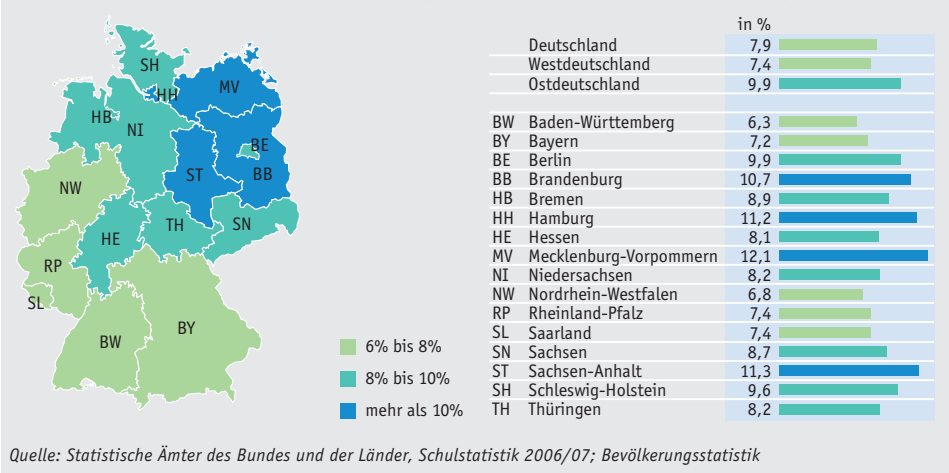 SH
MV
HH
HB
NI
BE
BB
ST
NW
TH
SN
HE
RP
SL
BW
BY
6% bis 8%
8% bis 10%
mehr als 10%
in %
Deutschland 7,9
Westdeutschland 7,4
Ostdeutschland 9,9
BW Baden-Württemberg 6,3
BY Bayern 7,2
BE Berlin 9,9
BB Brandenburg 10,7
HB Bremen 8,9
HH Hamburg 11,2
HE Hessen 8,1
MV Mecklenburg-Vorpommern 12,1
NI Niedersachsen 8,2
NW Nordrhein-Westfalen 6,8
RP Rheinland-Pfalz 7,4
SL Saarland 7,4
SN Sachsen 8,7
ST Sachsen-Anhalt 11,3
SH Schleswig-Holstein 9,6
TH Thüringen 8,2
Quelle: Statistische Ämter des Bundes und der Länder, Schulstatistik 2006/07; Bevölkerungsstatistik